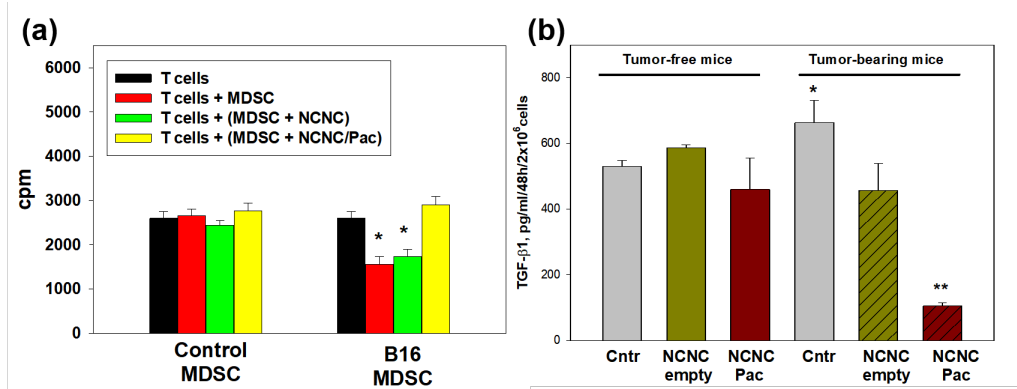 (a)
6000
5000
4000
3000
2000
1000
0
cpm
T cells
T cells + MDSC
T cells + (MDSC + NCNC)
T cells + (MDSC + NCNC/Pac)
* *
Control
MDSC
B16
MDSC
(b)
Tumor-free mice
Tumor-bearing mice
800
600
400
200
0
TGF-β1, pg/ml/48h/2x10⁶cells
*
**
Cntr
NCNC
empty
NCNC
Pac
Cntr
NCNC
empty
NCNC
Pac